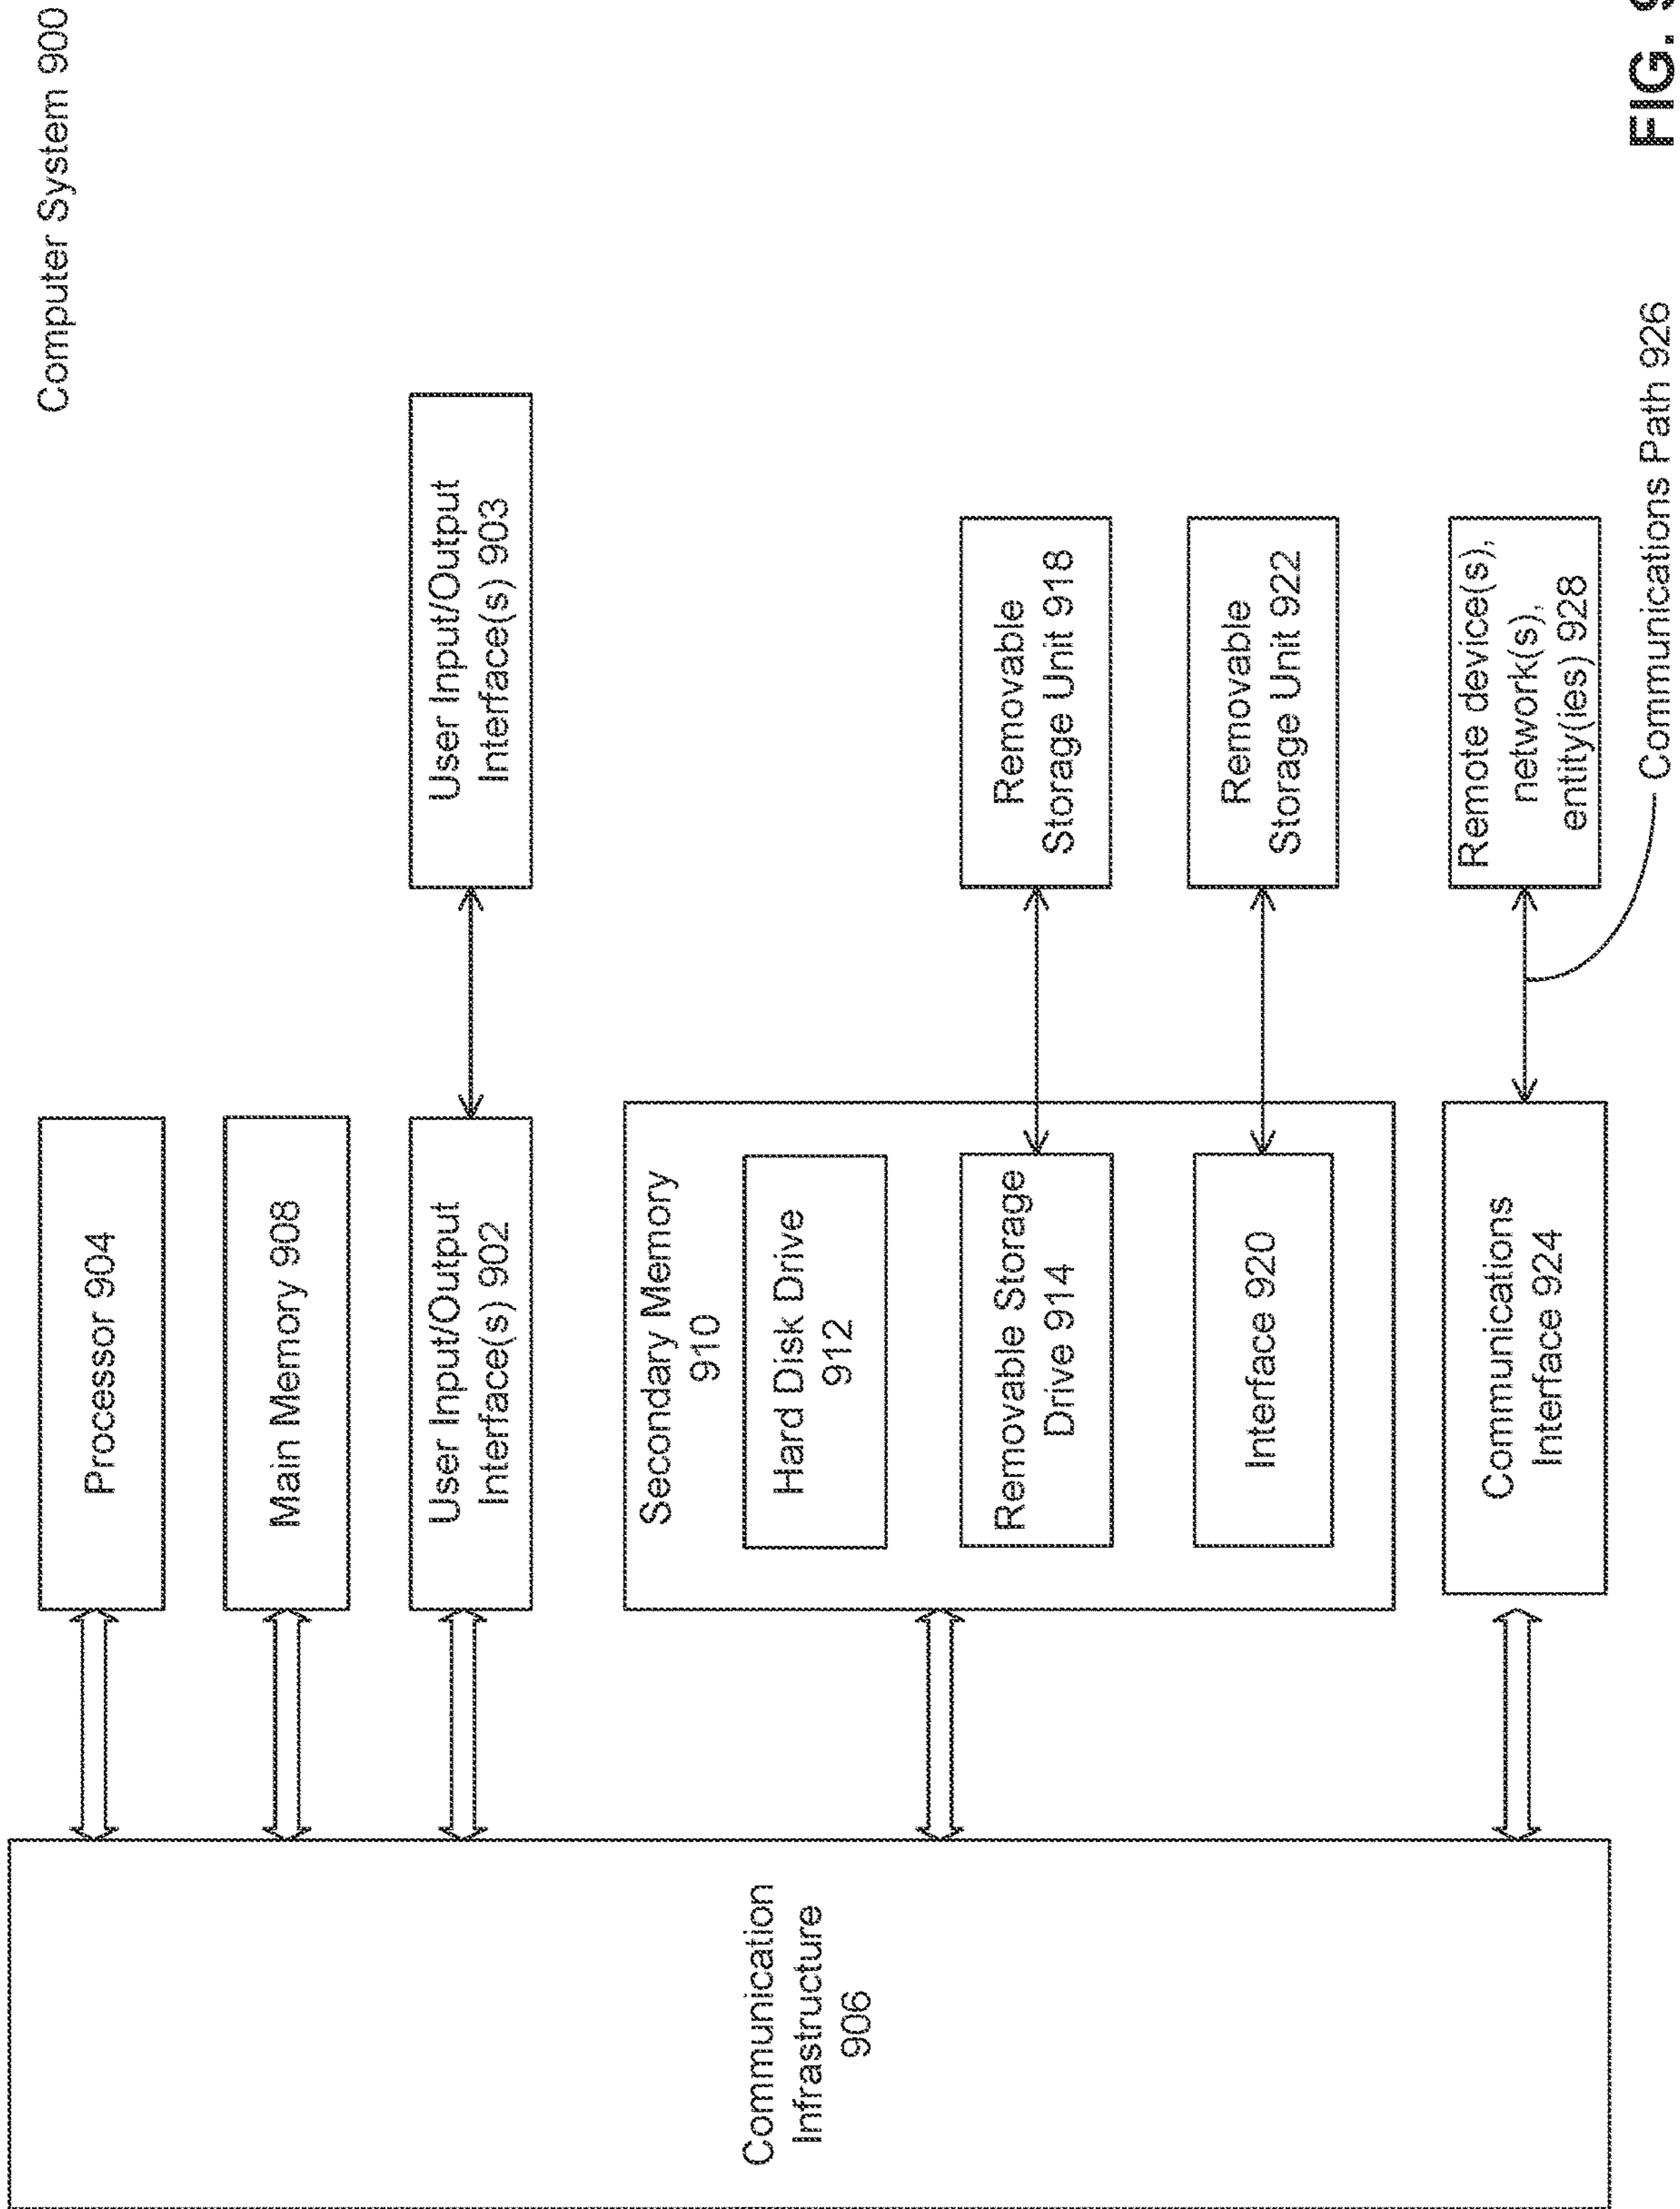 Computer System 900
Processor 904
Main Memory 908
User Input/Output
Interface(s) 902
User Input/Output
Interface(s) 903
Secondary Memory
910
Hard Disk Drive
912
Removable Storage
Drive 914
Removable
Storage Unit 918
Interface 920
Removable
Storage Unit 922
Communications
Interface 924
Remote device(s),
network(s),
entity(ies) 928
Communications Path 926
Communication
Infrastructure
906
FIG. 9